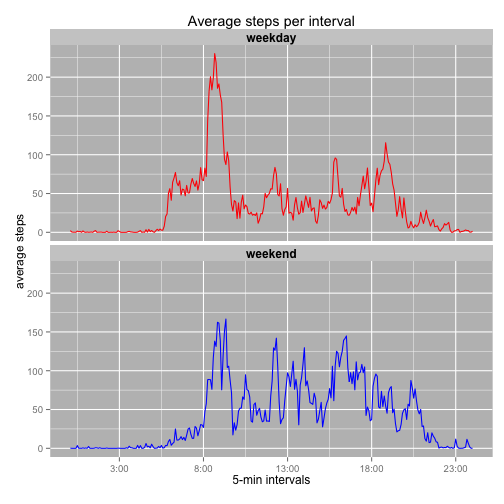 Average steps per interval
weekday
200
150
100
50
0
average steps
weekend
200
150
100
50
0
3:00 8:00 13:00 18:00 23:00
5-min intervals